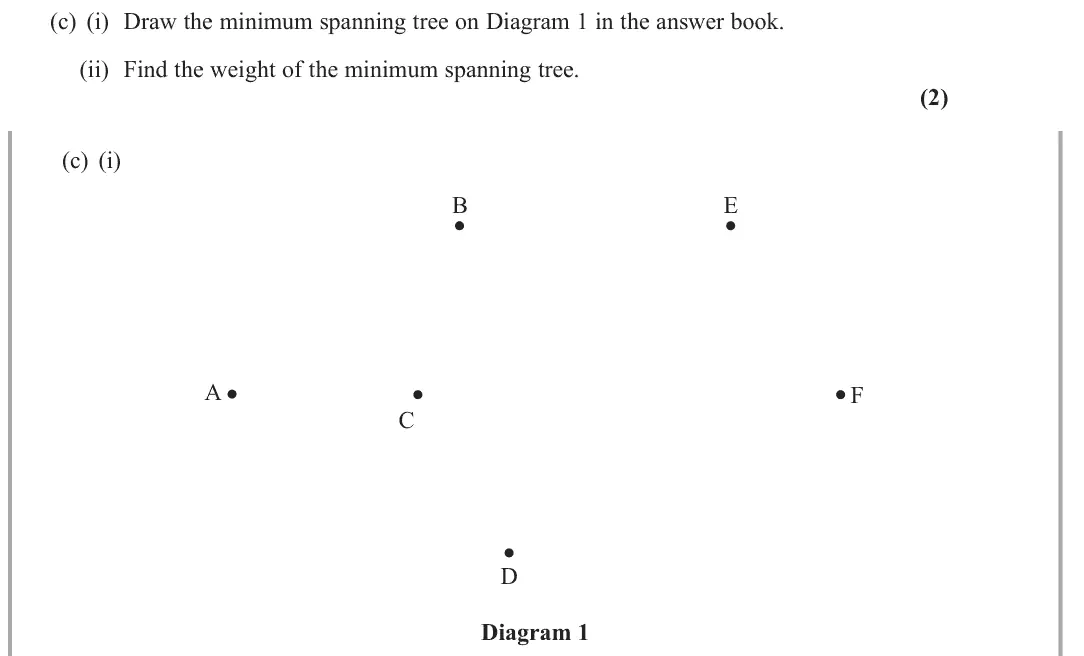 (c) (i) Draw the minimum spanning tree on Diagram 1 in the answer book.
(ii) Find the weight of the minimum spanning tree.
(2)
(c) (i)
B
E
A
C
F
D
Diagram 1